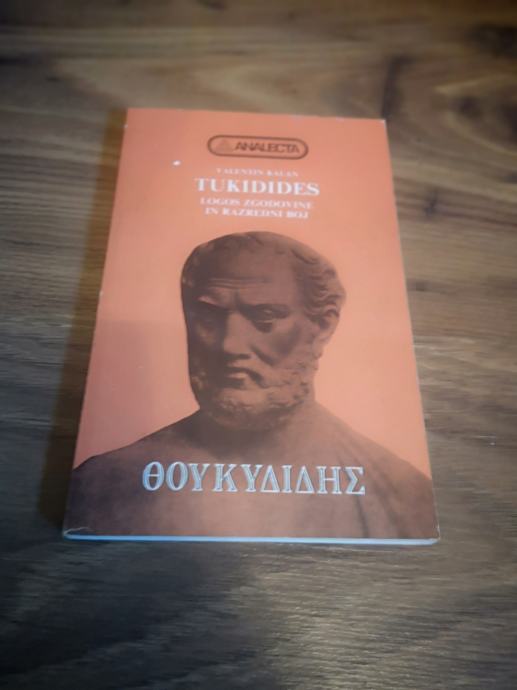 ANALECTA
VALENTIN KALAN
TUKIDIDES
LOGOS ZGODOVINE
IN RAZREDNI BOJ
ΘΟΥΚΥΔΙΔΗΣ